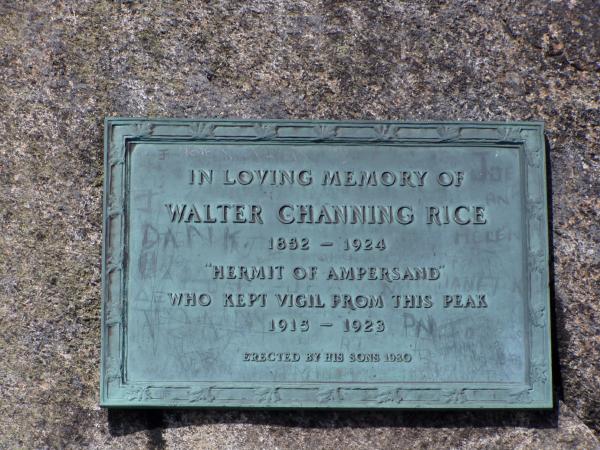 IN LOVING MEMORY OF
WALTER CHANNING RICE
1852 – 1924
"HERMIT OF AMPERSAND"
WHO KEPT VIGIL FROM THIS PEAK
1915 – 1923
ERECTED BY HIS SONS 1930